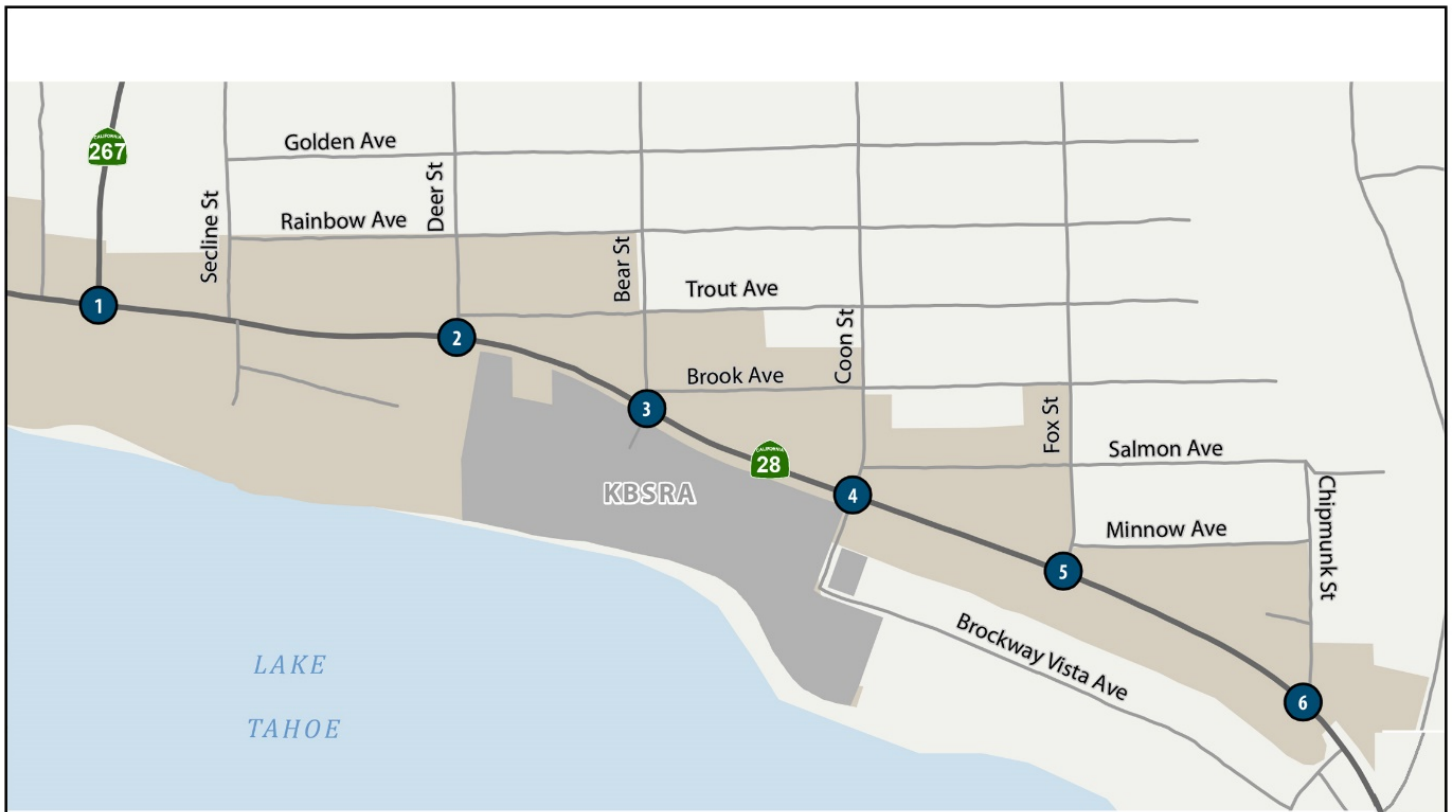 CALIFORNIA
267
Golden Ave
Secline St
Rainbow Ave
Deer St
Bear St
Trout Ave
Coon St
Brook Ave
Fox St
Salmon Ave
Minnow Ave
Chipmunk St
Brockway Vista Ave
1
2
3
CALIFORNIA
28
4
5
6
KBSRA
LAKE
TAHOE